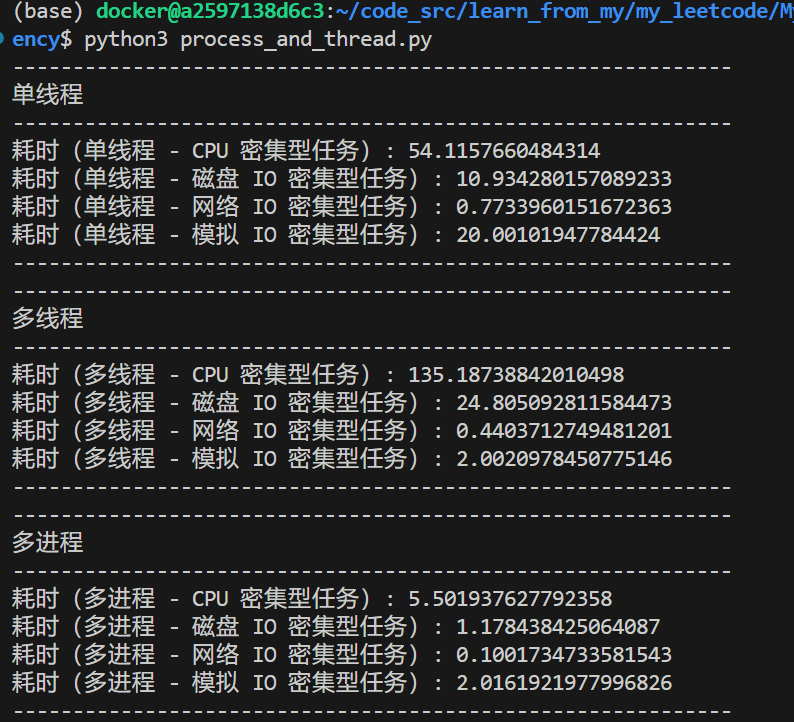 (base) docker@a2597138d6c3:~/code_src/learn_from_my/my_leetcode/My
ency$ python3 process_and_thread.py
------------------------------------------------------------
单线程
------------------------------------------------------------
耗时 (单线程 - CPU 密集型任务) : 54.1157660484314
耗时 (单线程 - 磁盘 IO 密集型任务) : 10.934280157089233
耗时 (单线程 - 网络 IO 密集型任务) : 0.7733960151672363
耗时 (单线程 - 模拟 IO 密集型任务) : 20.00101947784424
------------------------------------------------------------
------------------------------------------------------------
多线程
------------------------------------------------------------
耗时 (多线程 - CPU 密集型任务) : 135.18738842010498
耗时 (多线程 - 磁盘 IO 密集型任务) : 24.805092811584473
耗时 (多线程 - 网络 IO 密集型任务) : 0.4403712749481201
耗时 (多线程 - 模拟 IO 密集型任务) : 2.0020978450775146
------------------------------------------------------------
------------------------------------------------------------
多进程
------------------------------------------------------------
耗时 (多进程 - CPU 密集型任务) : 5.501937627792358
耗时 (多进程 - 磁盘 IO 密集型任务) : 1.178438425064087
耗时 (多进程 - 网络 IO 密集型任务) : 0.1001734733581543
耗时 (多进程 - 模拟 IO 密集型任务) : 2.0161921977996826
------------------------------------------------------------